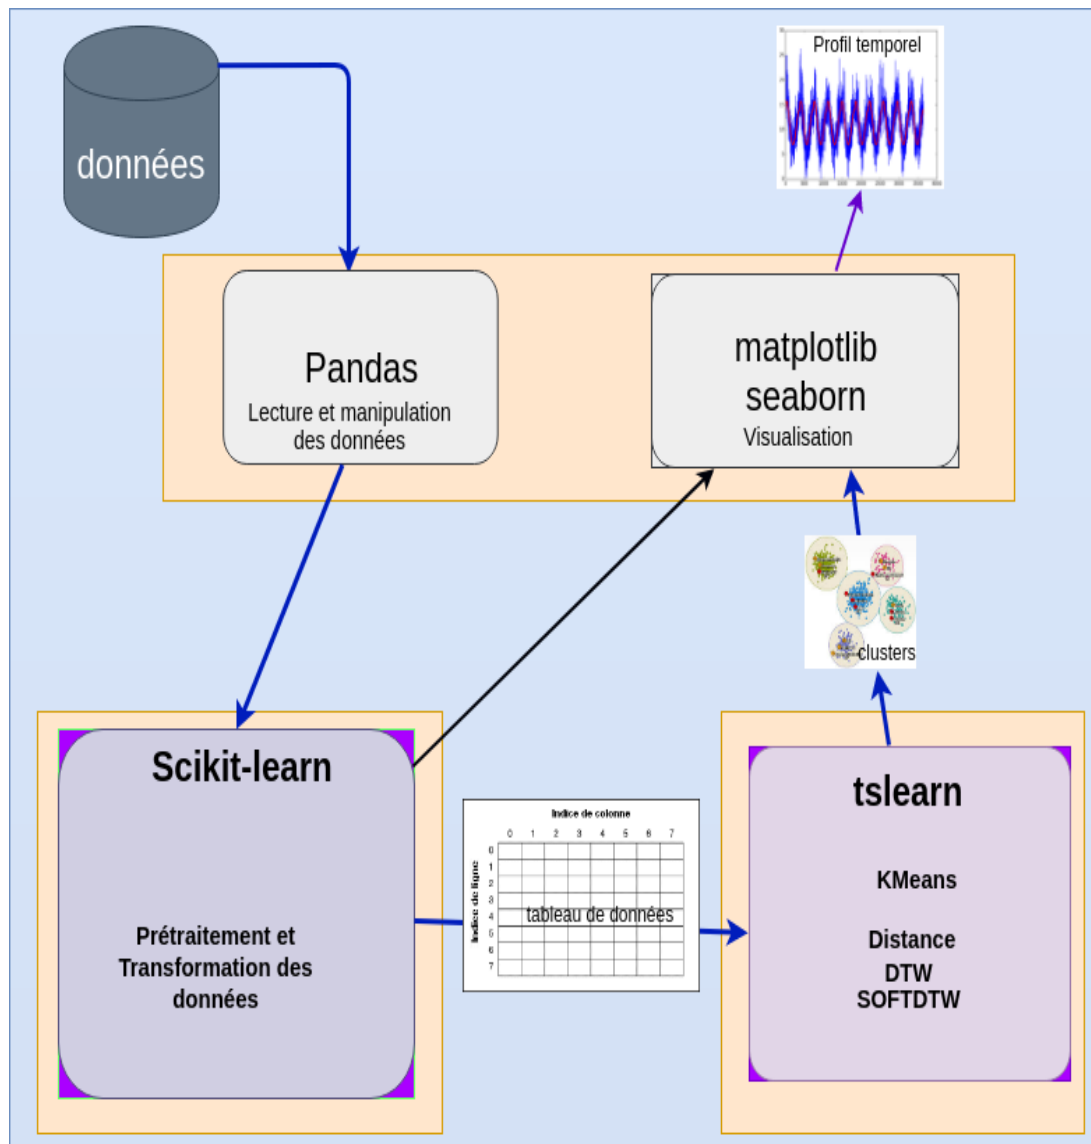 Profil temporel
données
Pandas
Lecture et manipulation
des données
matplotlib
seaborn
Visualisation
clusters
Scikit-learn
Prétraitement et
Transformation des
données
Indice de colonne
0 1 2 3 4 5 6 7
Indice de ligne
0
1
2
3
4
5
6
7
tableau de données
tslearn
KMeans
Distance
DTW
SOFTDTW